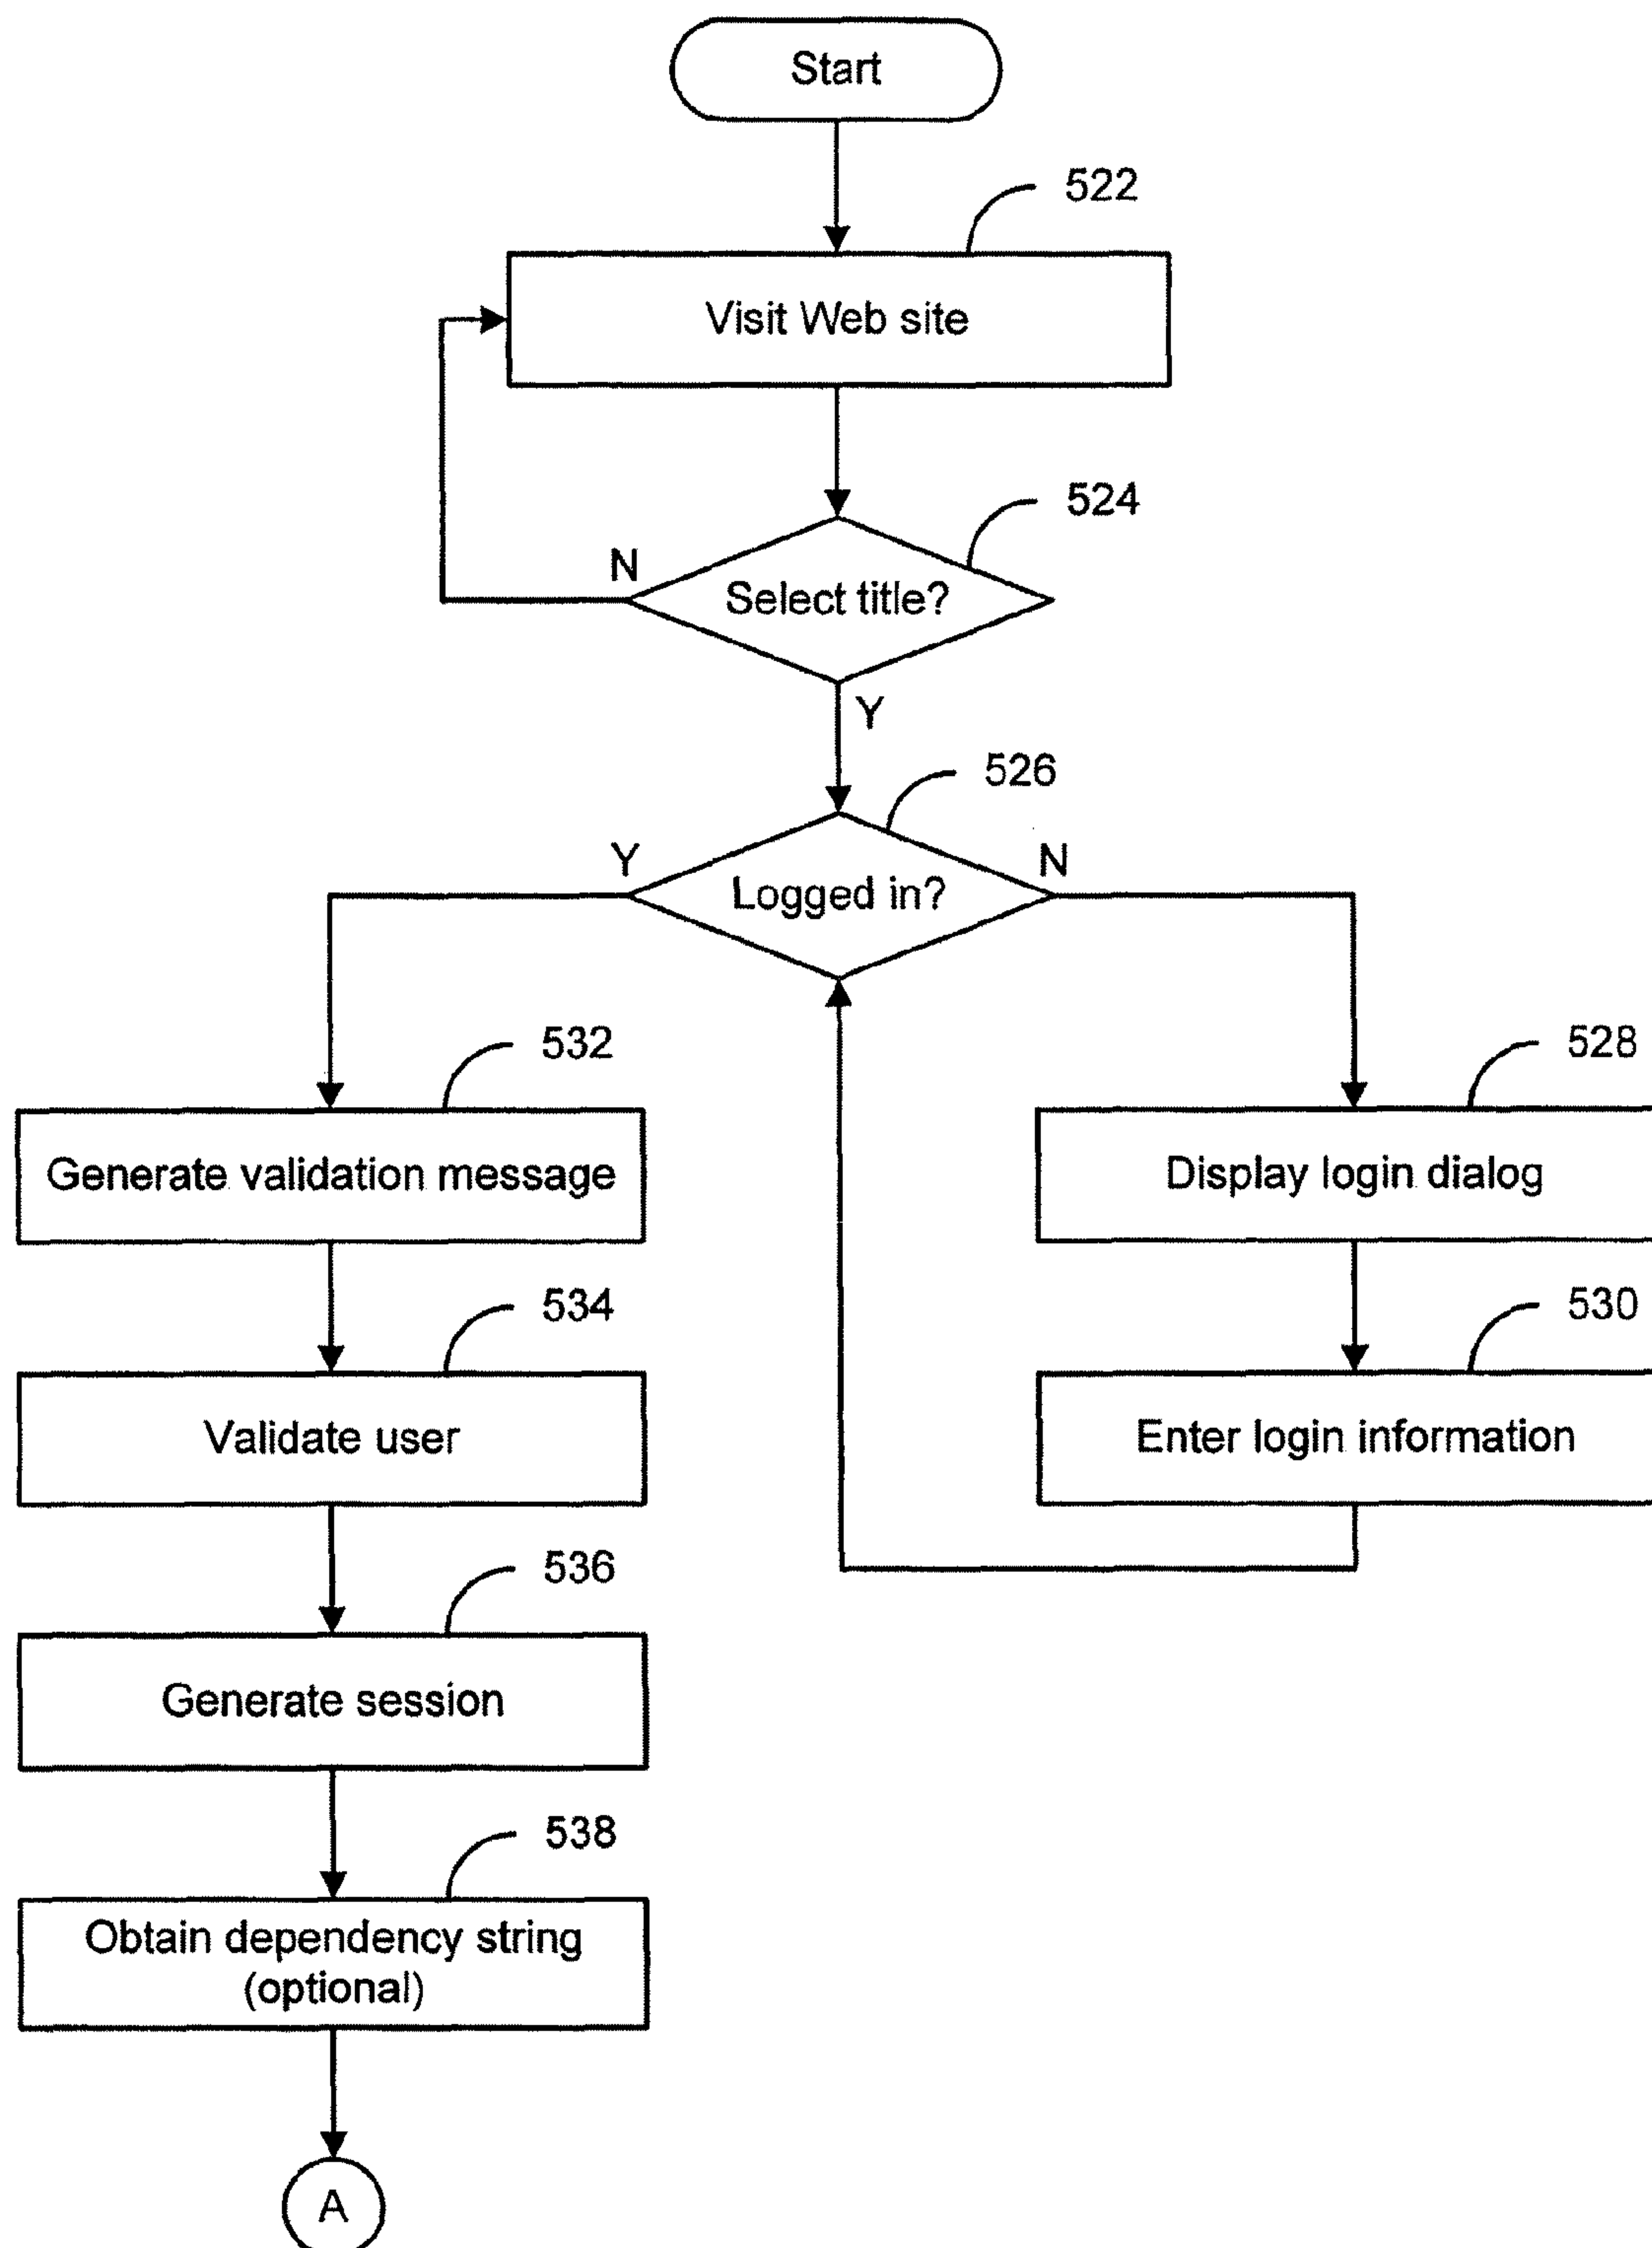 Start
522
Visit Web site
524
N
Select title?
Y
526
Y
N
Logged in?
532
528
Generate validation message
Display login dialog
534
530
Validate user
Enter login information
536
Generate session
538
Obtain dependency string
(optional)
A